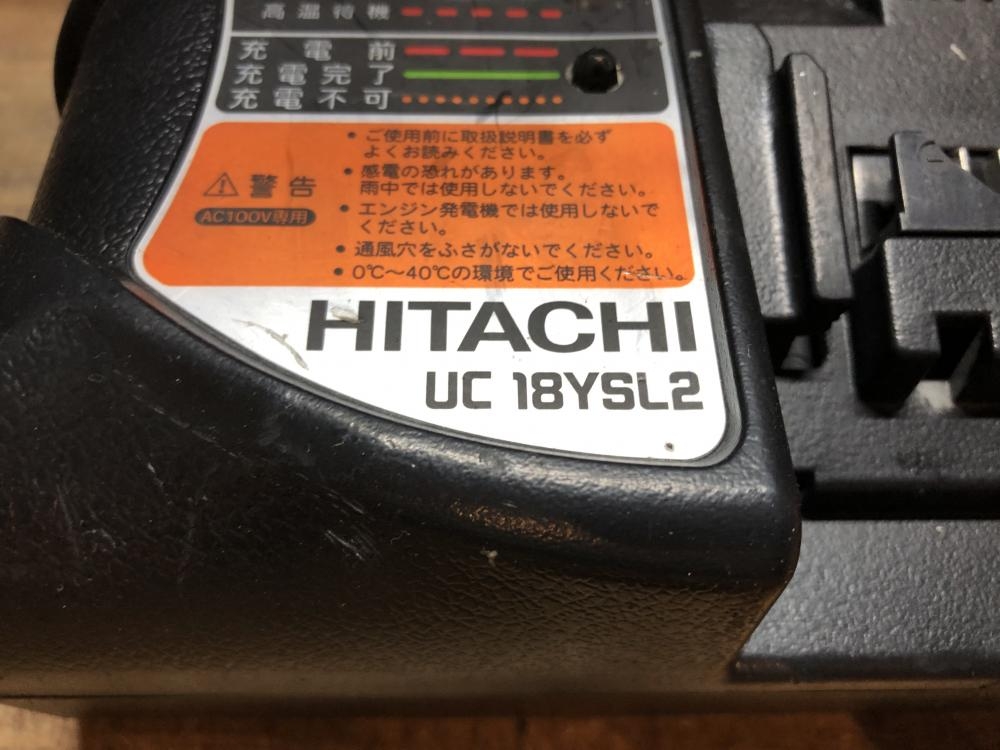 高温待機
充電前
充電完了
充電不可
⚠ 警告
AC100V専用
• ご使用前に取扱説明書を必ず
よくお読みください。
• 感電の恐れがあります。
雨中では使用しないでください。
• エンジン発電機では使用しないで
ください。
• 通風穴をふさがないでください。
• 0℃〜40℃の環境でご使用ください。
HITACHI
UC 18YSL2